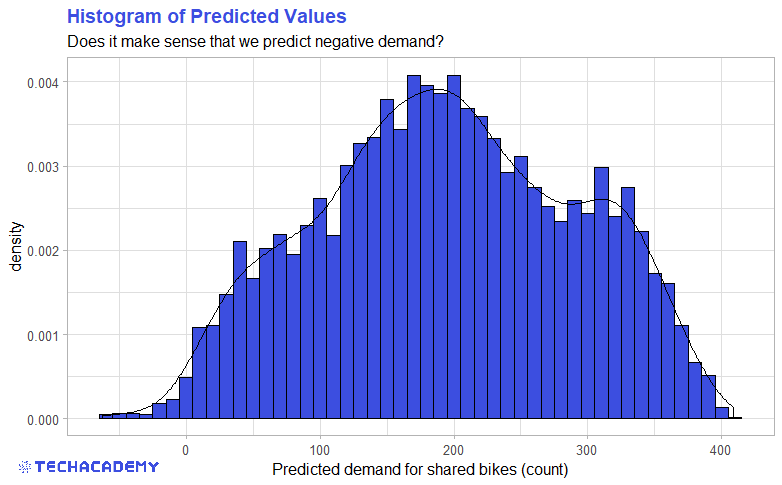 Histogram of Predicted Values
Does it make sense that we predict negative demand?
0.004
0.003
0.002
0.001
0.000
density
0
100
200
300
400
Predicted demand for shared bikes (count)
TECHACADEMY